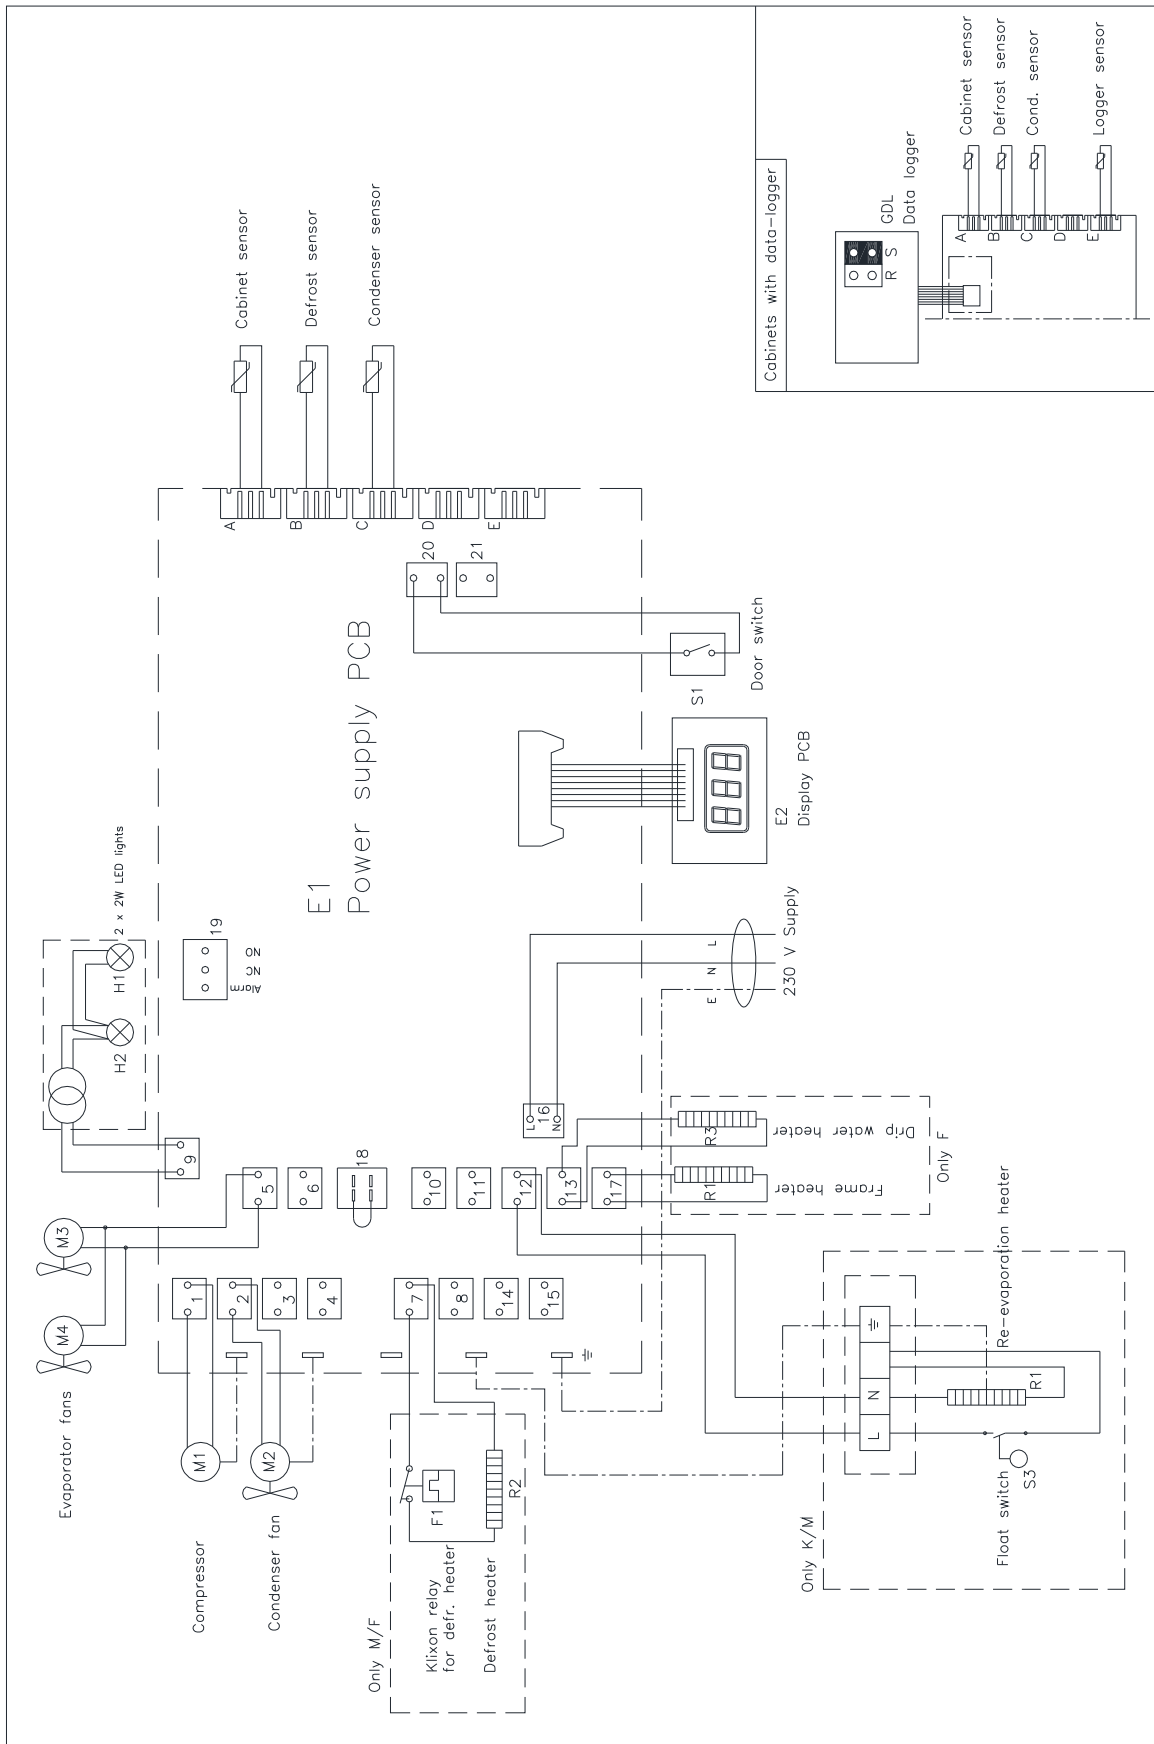 Evaporator fans
M4
M3
H2
H1
2 x 2W LED lights
Compressor
M1
Condenser fan
M2
1
2
3
4
5
6
18
9
19
Alarm
NC
NO
E1
Power supply PCB
A
B
C
D
E
Cabinet sensor
Defrost sensor
Condenser sensor
Only M/F
Klixon relay
for defr. heater
F1
Defrost heater
R2
7
8
14
15
10
11
12
13
17
L
16
N
20
21
S1
Door switch
E2
Display PCB
E
N
L
230 V Supply
R3
Drip water heater
R1
Frame heater
Only F
Only K/M
L
N
Re-evaporation heater
R1
Float switch
S3
Cabinets with data-logger
R
S
GDL
Data logger
A
B
C
D
E
Cabinet sensor
Defrost sensor
Cond. sensor
Logger sensor